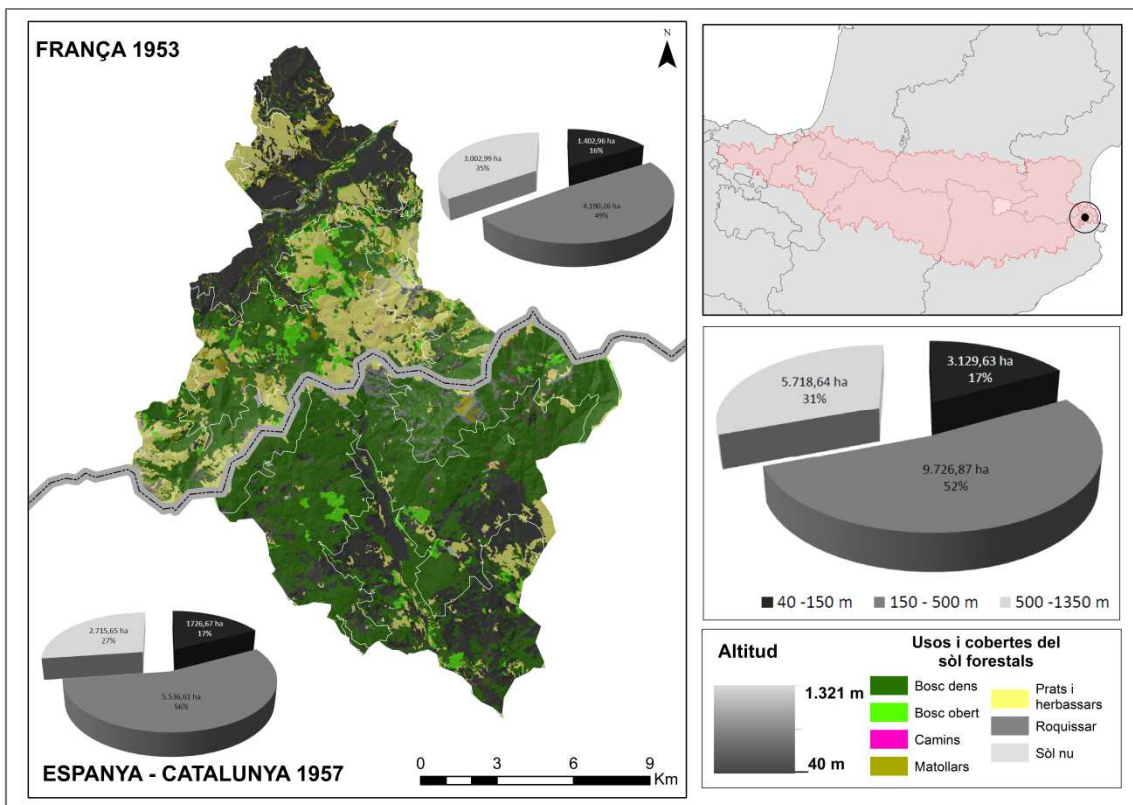 FRANÇA 1953
N
1.402,96 ha
16%
3.002,99 ha
35%
4.190,26 ha
49%
2.715,65 ha
27%
1726,67 ha
17%
5.536,61 ha
56%
ESPANYA - CATALUNYA 1957
0 3 6 9
Km
3.129,63 ha
17%
5.718,64 ha
31%
9.726,87 ha
52%
40 -150 m 150 - 500 m 500 -1350 m
Altitud
1.321 m
40 m
Usos i cobertes del
sòl forestals
Bosc dens
Bosc obert
Camins
Matollars
Prats i
herbassars
Roquissar
Sòl nu